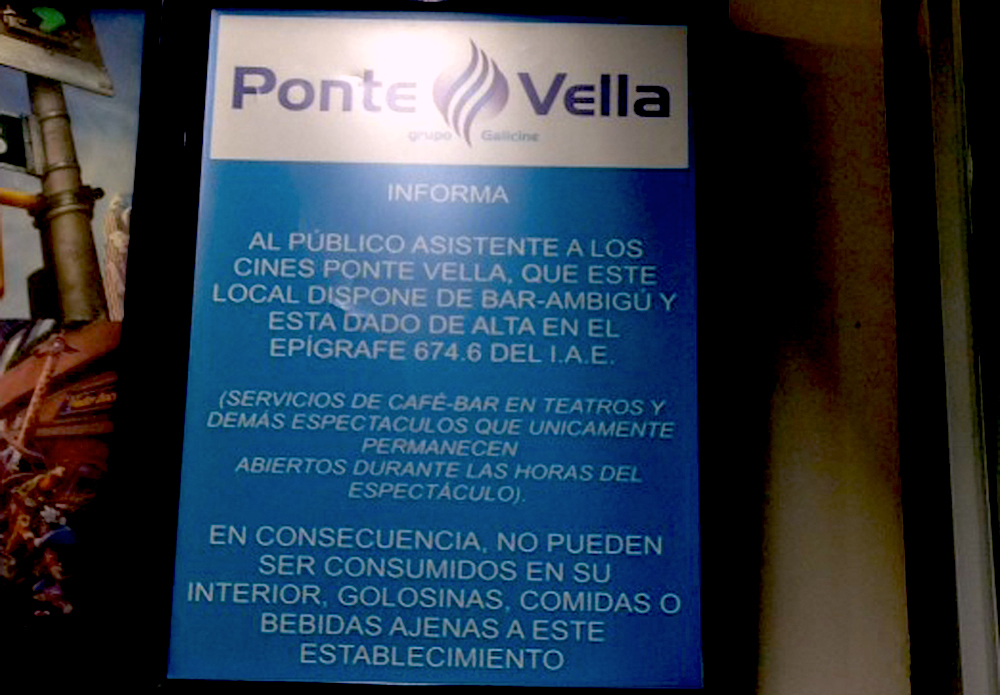 Ponte Vella
grupo Galicine
INFORMA
AL PÚBLICO ASISTENTE A LOS
CINES PONTE VELLA, QUE ESTE
LOCAL DISPONE DE BAR-AMBIGÚ Y
ESTA DADO DE ALTA EN EL
EPÍGRAFE 674.6 DEL I.A.E.
(SERVICIOS DE CAFÉ-BAR EN TEATROS Y
DEMÁS ESPECTACULOS QUE UNICAMENTE
PERMANECEN
ABIERTOS DURANTE LAS HORAS DEL
ESPECTÁCULO).
EN CONSECUENCIA, NO PUEDEN
SER CONSUMIDOS EN SU
INTERIOR, GOLOSINAS, COMIDAS O
BEBIDAS AJENAS A ESTE
ESTABLECIMIENTO